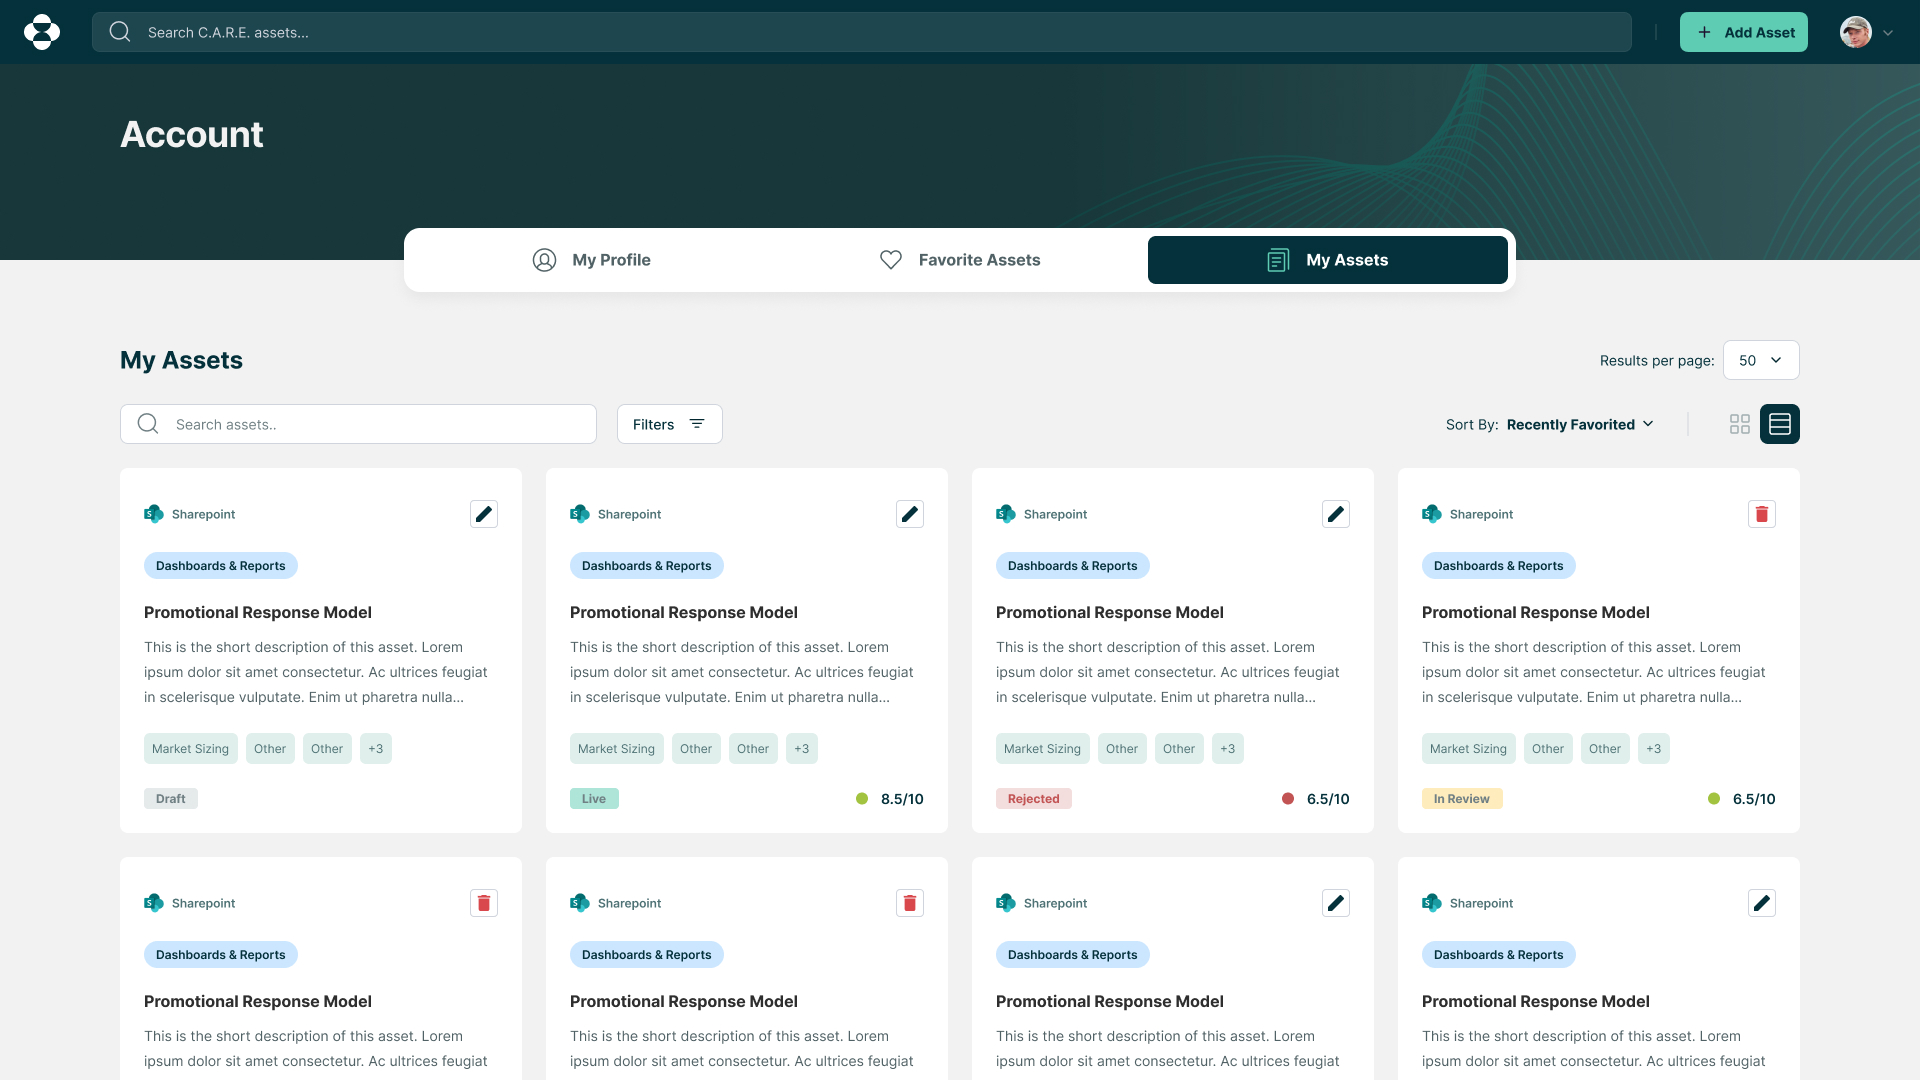 Search C.A.R.E. assets...
Add Asset
Account
My Profile
Favorite Assets
My Assets
My Assets
Results per page: 50
Search assets..
Filters
Sort By: Recently Favorited
S Sharepoint
Dashboards & Reports
Promotional Response Model
This is the short description of this asset. Lorem
ipsum dolor sit amet consectetur. Ac ultrices feugiat
in scelerisque vulputate. Enim ut pharetra nulla...
Market Sizing Other Other +3
Draft
S Sharepoint
Dashboards & Reports
Promotional Response Model
This is the short description of this asset. Lorem
ipsum dolor sit amet consectetur. Ac ultrices feugiat
in scelerisque vulputate. Enim ut pharetra nulla...
Market Sizing Other Other +3
Live 8.5/10
S Sharepoint
Dashboards & Reports
Promotional Response Model
This is the short description of this asset. Lorem
ipsum dolor sit amet consectetur. Ac ultrices feugiat
in scelerisque vulputate. Enim ut pharetra nulla...
Market Sizing Other Other +3
Rejected 6.5/10
S Sharepoint
Dashboards & Reports
Promotional Response Model
This is the short description of this asset. Lorem
ipsum dolor sit amet consectetur. Ac ultrices feugiat
in scelerisque vulputate. Enim ut pharetra nulla...
Market Sizing Other Other +3
In Review 6.5/10
S Sharepoint
Dashboards & Reports
Promotional Response Model
This is the short description of this asset. Lorem
ipsum dolor sit amet consectetur. Ac ultrices feugiat
S Sharepoint
Dashboards & Reports
Promotional Response Model
This is the short description of this asset. Lorem
ipsum dolor sit amet consectetur. Ac ultrices feugiat
S Sharepoint
Dashboards & Reports
Promotional Response Model
This is the short description of this asset. Lorem
ipsum dolor sit amet consectetur. Ac ultrices feugiat
S Sharepoint
Dashboards & Reports
Promotional Response Model
This is the short description of this asset. Lorem
ipsum dolor sit amet consectetur. Ac ultrices feugiat